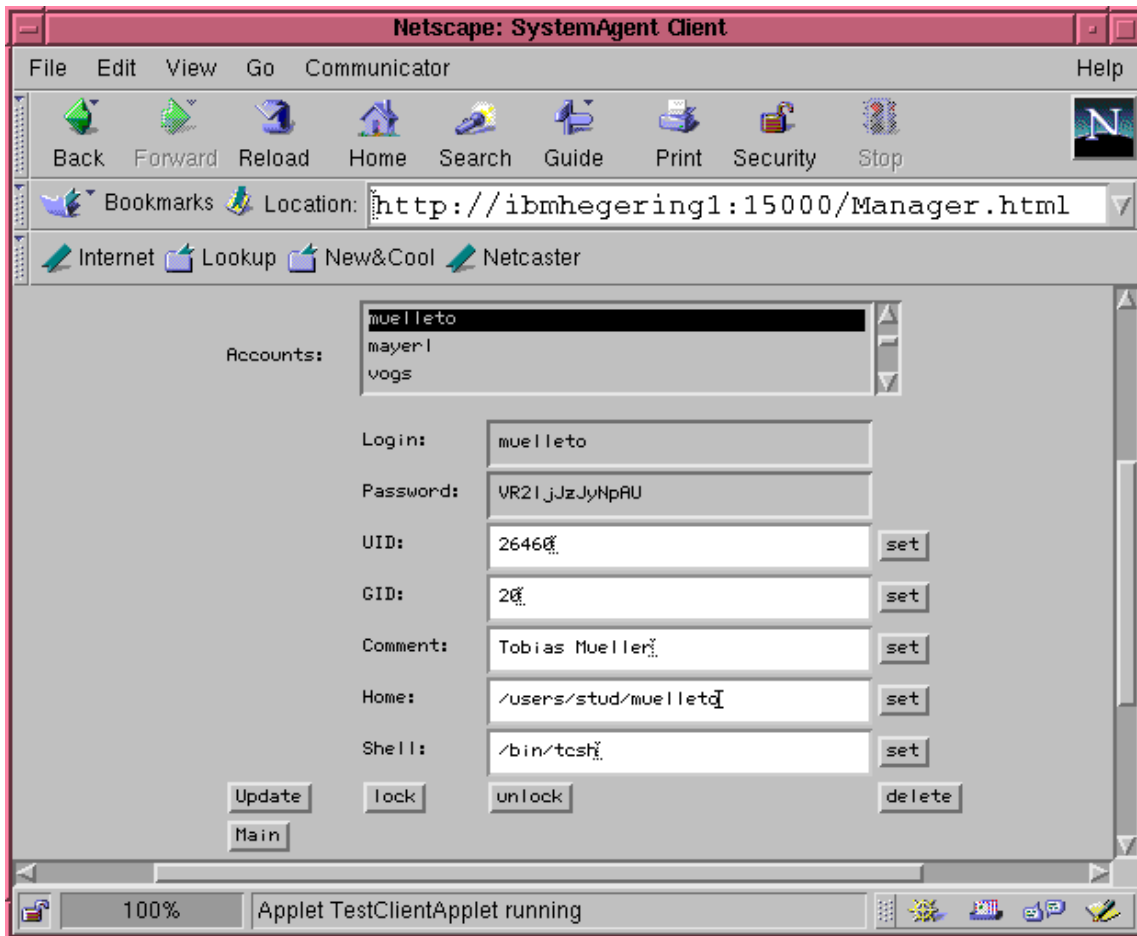 Netscape: SystemAgent Client
File Edit View Go Communicator Help
Back Forward Reload Home Search Guide Print Security Stop
N
Bookmarks Location: http://ibmhegering1:15000/Manager.html
Internet Lookup New&Cool Netcaster
Accounts:
muelleto
mayerl
vogs
Login: muelleto
Password: VR2ljJzJyNpAU
UID: 26460 set
GID: 20 set
Comment: Tobias Mueller set
Home: /users/stud/muelleto set
Shell: /bin/tcsh set
Update lock unlock delete
Main
100% Applet TestClientApplet running